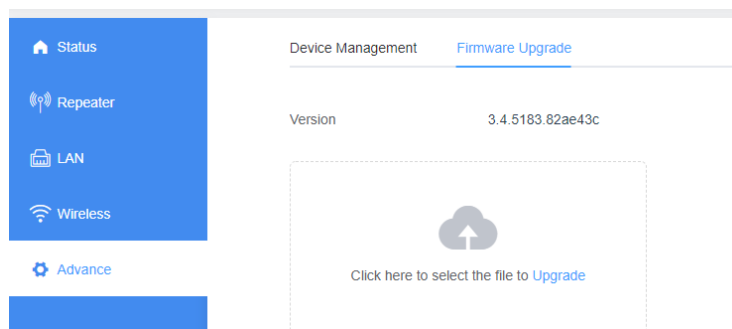 Status
Repeater
LAN
Wireless
Advance
Device Management Firmware Upgrade
Version 3.4.5183.82ae43c
Click here to select the file to Upgrade